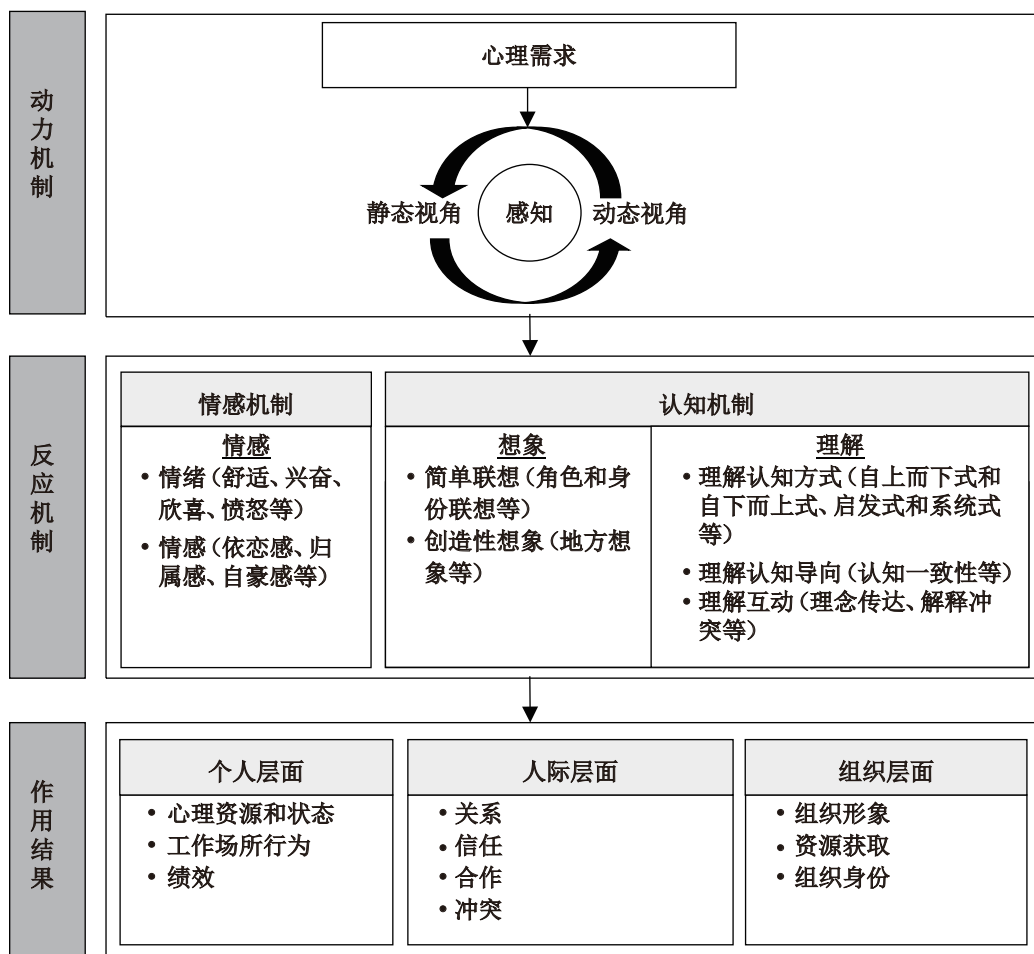 动力机制
心理需求
静态视角
感知
动态视角
反应机制
情感机制
情感
• 情绪(舒适、兴奋、
欣喜、愤怒等)
• 情感(依恋感、归
属感、自豪感等)
认知机制
想象
• 简单联想(角色和身
份联想等)
• 创造性想象(地方想
象等)
理解
• 理解认知方式(自上而下式和
自下而上式、启发式和系统式
等)
• 理解认知导向(认知一致性等)
• 理解互动(理念传达、解释冲
突等)
作用结果
个人层面
• 心理资源和状态
• 工作场所行为
• 绩效
人际层面
• 关系
• 信任
• 合作
• 冲突
组织层面
• 组织形象
• 资源获取
• 组织身份